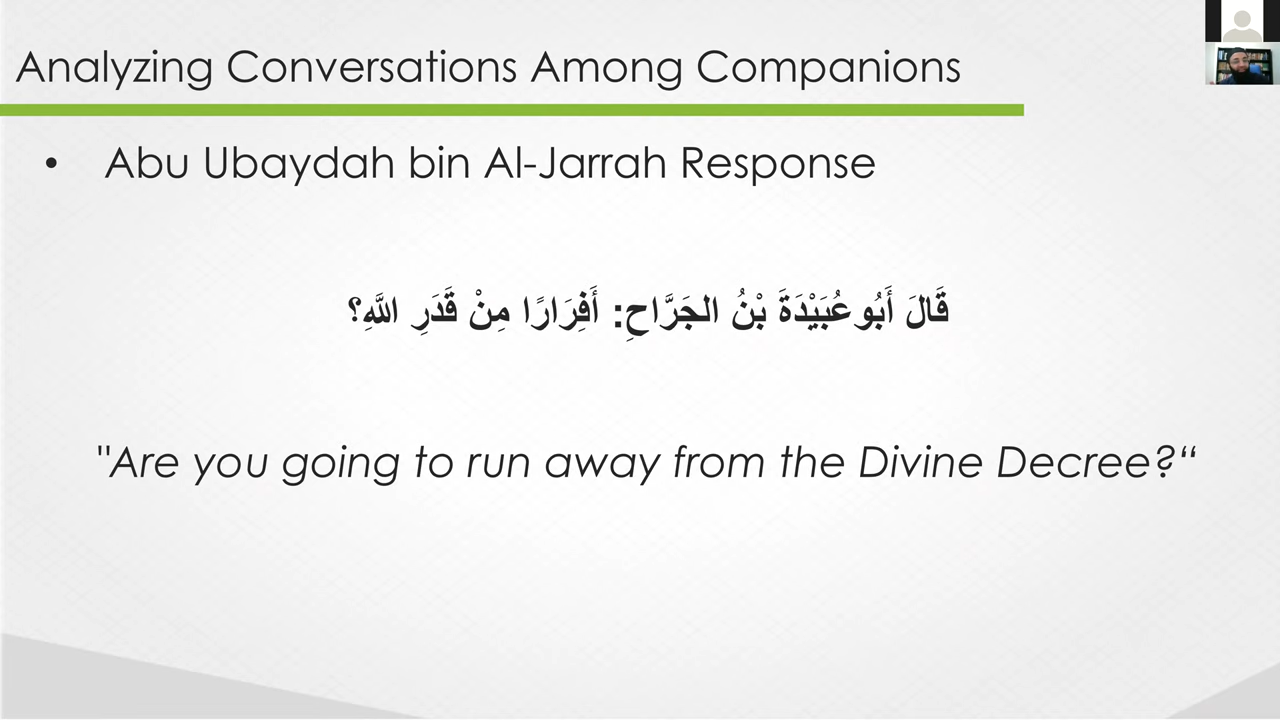 Analyzing Conversations Among Companions
• Abu Ubaydah bin Al-Jarrah Response
قَالَ أَبُو عُبَيْدَةَ بْنُ الجَرَّاحِ: أَفِرَارًا مِنْ قَدَرِ اللَّهِ؟
"Are you going to run away from the Divine Decree?“